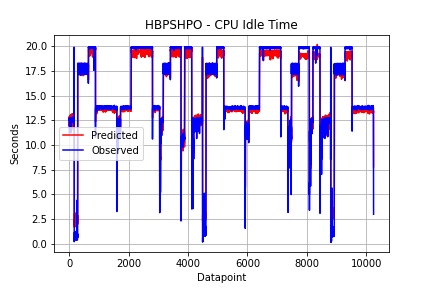 HBPSHPO - CPU Idle Time
Seconds
20.0
17.5
15.0
12.5
10.0
7.5
5.0
2.5
0.0
Predicted
Observed
0 2000 4000 6000 8000 10000
Datapoint